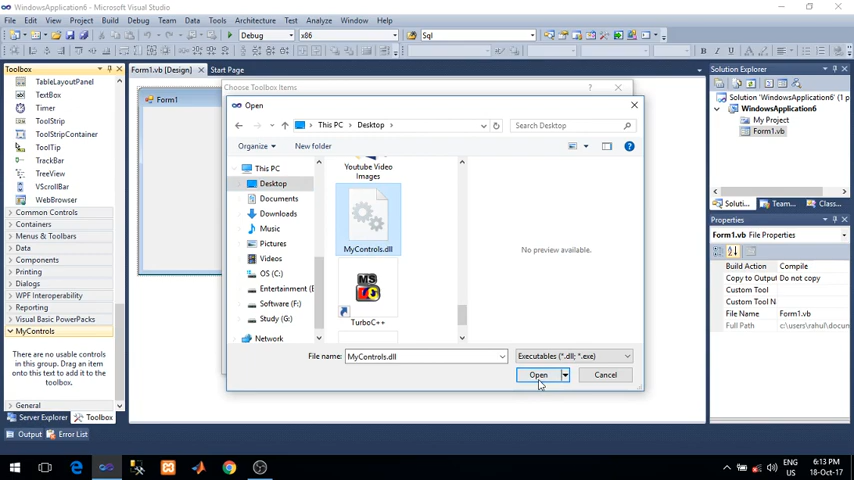 WindowsApplication6 - Microsoft Visual Studio
File Edit View Project Build Debug Team Data Tools Architecture Test Analyze Window Help
Debug x86 Sql
Toolbox
TableLayoutPanel
TextBox
Timer
ToolStrip
ToolStripContainer
ToolTip
TrackBar
TreeView
VScrollBar
WebBrowser
Common Controls
Containers
Menus & Toolbars
Data
Components
Printing
Dialogs
WPF Interoperability
Reporting
Visual Basic PowerPacks
MyControls
There are no usable controls
in this group. Drag an item
onto this text to add it to the
toolbox.
General
Server Explorer Toolbox
Output Error List
Form1.vb [Design] Start Page
Form1
Choose Toolbox Items
Open
This PC Desktop
Search Desktop
Organize New folder
This PC
Desktop
Documents
Downloads
Music
Pictures
Videos
OS (C:)
Entertainment (E
Software (F:)
Study (G:)
Network
Youtube Video
Images
MyControls.dll
TurboC++
No preview available.
File name: MyControls.dll
Executables (*.dll; *.exe)
Open Cancel
Solution Explorer
Solution 'WindowsApplication6'
WindowsApplication6
My Project
Form1.vb
Soluti... Team... Class...
Properties
Form1.vb File Properties
Build Action Compile
Copy to Output Do not copy
Custom Tool
Custom Tool N
File Name Form1.vb
Full Path c:\users\rahul\docume
ENG
US
6:13 PM
18-Oct-17